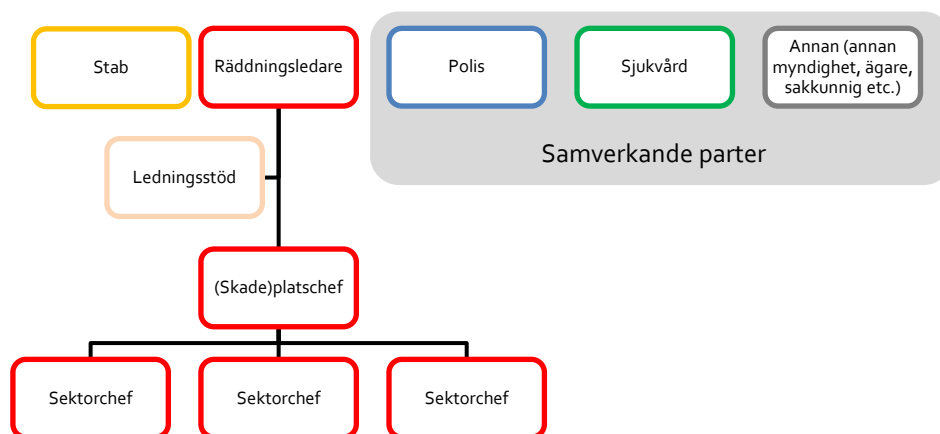 Stab
Räddningsledare
Polis
Sjukvård
Annan (annan
myndighet, ägare,
sakkunnig etc.)
Samverkande parter
Ledningsstöd
(Skade)platschef
Sektorchef
Sektorchef
Sektorchef